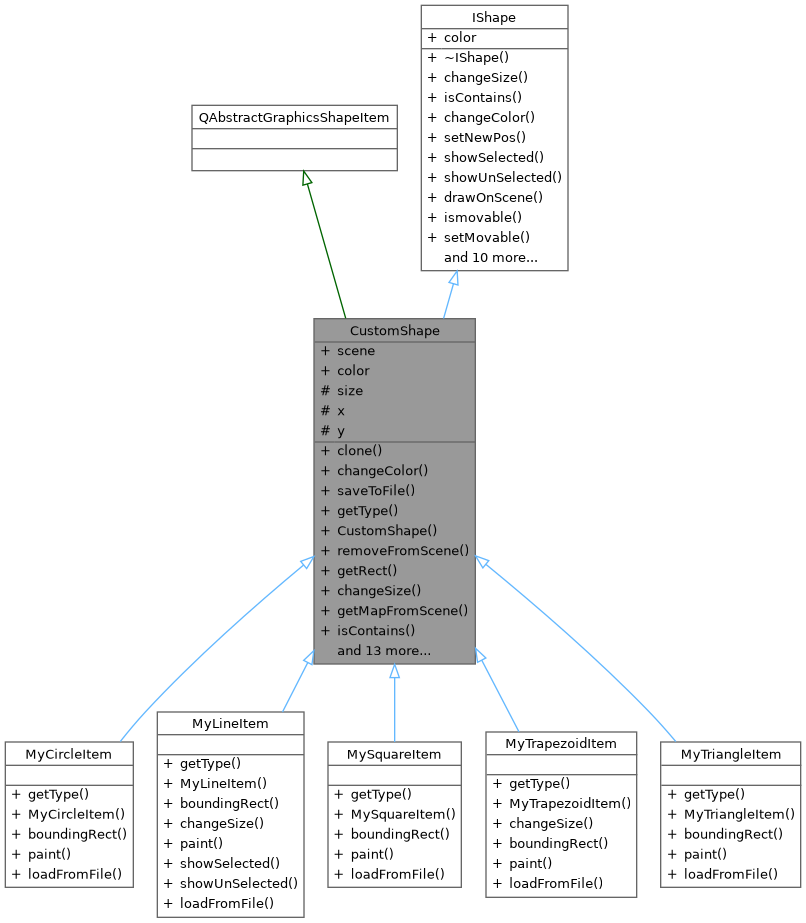 IShape
+ color
+ ~IShape()
+ changeSize()
+ isContains()
+ changeColor()
+ setNewPos()
+ showSelected()
+ showUnSelected()
+ drawOnScene()
+ ismovable()
+ setMovable()
and 10 more...
QAbstractGraphicsShapeItem
CustomShape
+ scene
+ color
# size
# x
# y
+ clone()
+ changeColor()
+ saveToFile()
+ getType()
+ CustomShape()
+ removeFromScene()
+ getRect()
+ changeSize()
+ getMapFromScene()
+ isContains()
and 13 more...
MyCircleItem
+ getType()
+ MyCircleItem()
+ boundingRect()
+ paint()
+ loadFromFile()
MyLineItem
+ getType()
+ MyLineItem()
+ boundingRect()
+ changeSize()
+ paint()
+ showSelected()
+ showUnSelected()
+ loadFromFile()
MySquareItem
+ getType()
+ MySquareItem()
+ boundingRect()
+ paint()
+ loadFromFile()
MyTrapezoidItem
+ getType()
+ MyTrapezoidItem()
+ changeSize()
+ boundingRect()
+ paint()
+ loadFromFile()
MyTriangleItem
+ getType()
+ MyTriangleItem()
+ boundingRect()
+ paint()
+ loadFromFile()